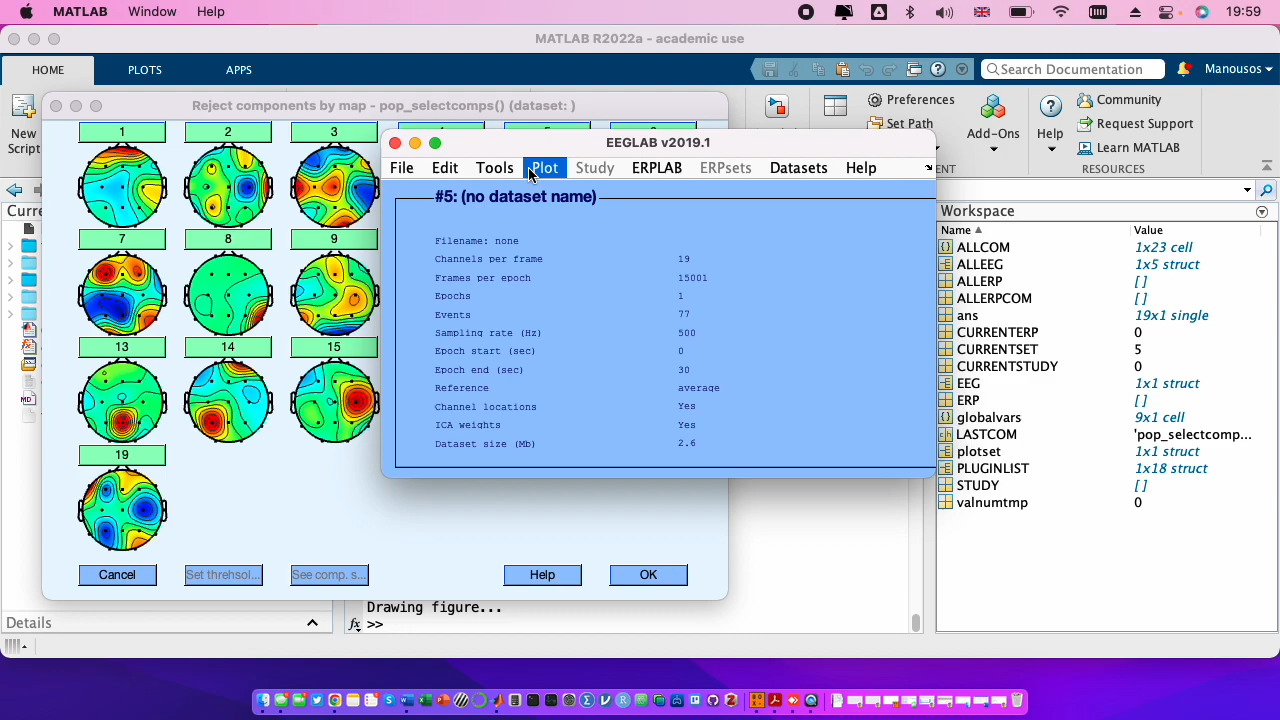 MATLAB Window Help 19:59
MATLAB R2022a - academic use
HOME PLOTS APPS Search Documentation Manousos
New
Script
Preferences
Set Path
Add-Ons
Help
Community
Request Support
Learn MATLAB
ENT RESOURCES
Reject components by map - pop_selectcomps() (dataset: )
1 2 3
7 8 9
13 14 15
19
Cancel Set threhsol... See comp. s... Help OK
EEGLAB v2019.1
File Edit Tools Plot Study ERPLAB ERPsets Datasets Help
#5: (no dataset name)
Filename: none
Channels per frame 19
Frames per epoch 15001
Epochs 1
Events 77
Sampling rate (Hz) 500
Epoch start (sec) 0
Epoch end (sec) 30
Reference average
Channel locations Yes
ICA weights Yes
Dataset size (Mb) 2.6
Curre
Workspace
Name Value
ALLCOM 1x23 cell
ALLEEG 1x5 struct
ALLERP []
ALLERPCOM []
ans 19x1 single
CURRENTERP 0
CURRENTSET 5
CURRENTSTUDY 0
EEG 1x1 struct
ERP []
globalvars 9x1 cell
LASTCOM 'pop_selectcomp...
plotset 1x1 struct
PLUGINLIST 1x18 struct
STUDY []
valnumtmp 0
Drawing figure...
fx >>
Details